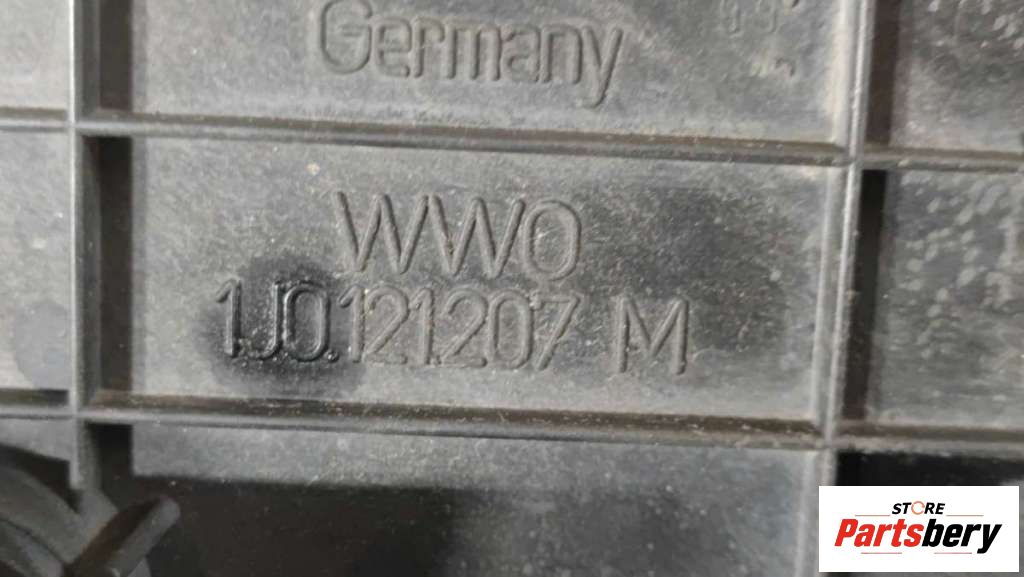 Germany
WWO
1J0.121.207 M
STORE
Partsbery